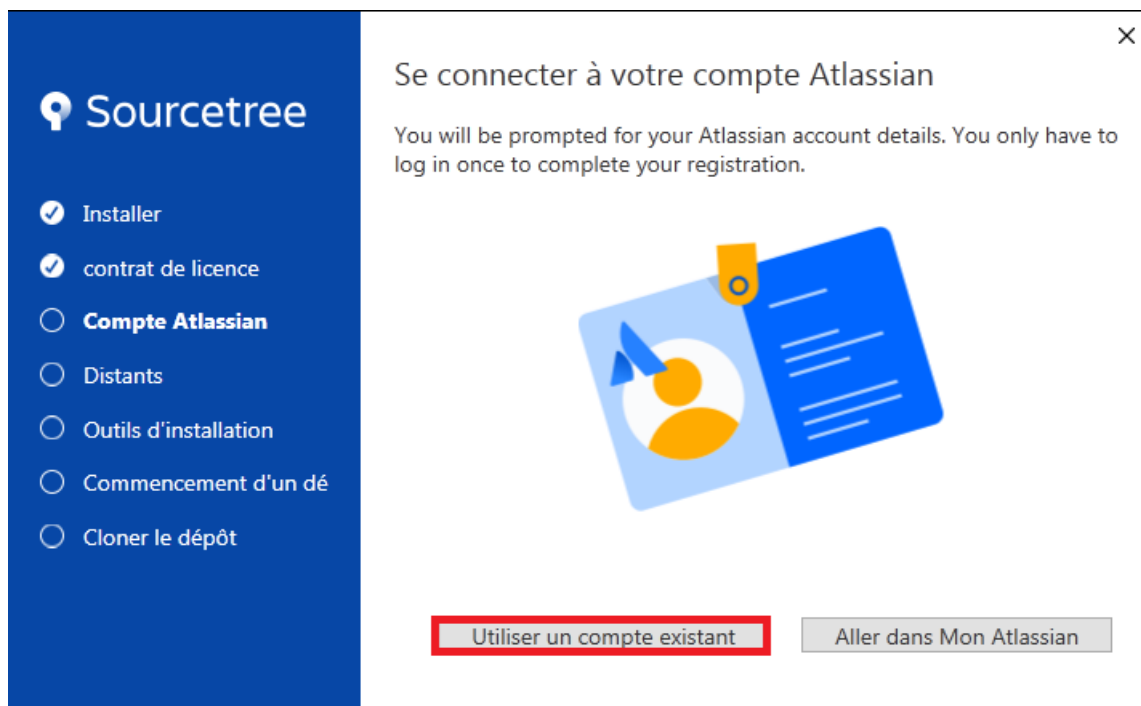 Sourcetree
Installer
contrat de licence
Compte Atlassian
Distants
Outils d'installation
Commencement d'un dé
Cloner le dépôt
Se connecter à votre compte Atlassian
You will be prompted for your Atlassian account details. You only have to
log in once to complete your registration.
Utiliser un compte existant
Aller dans Mon Atlassian